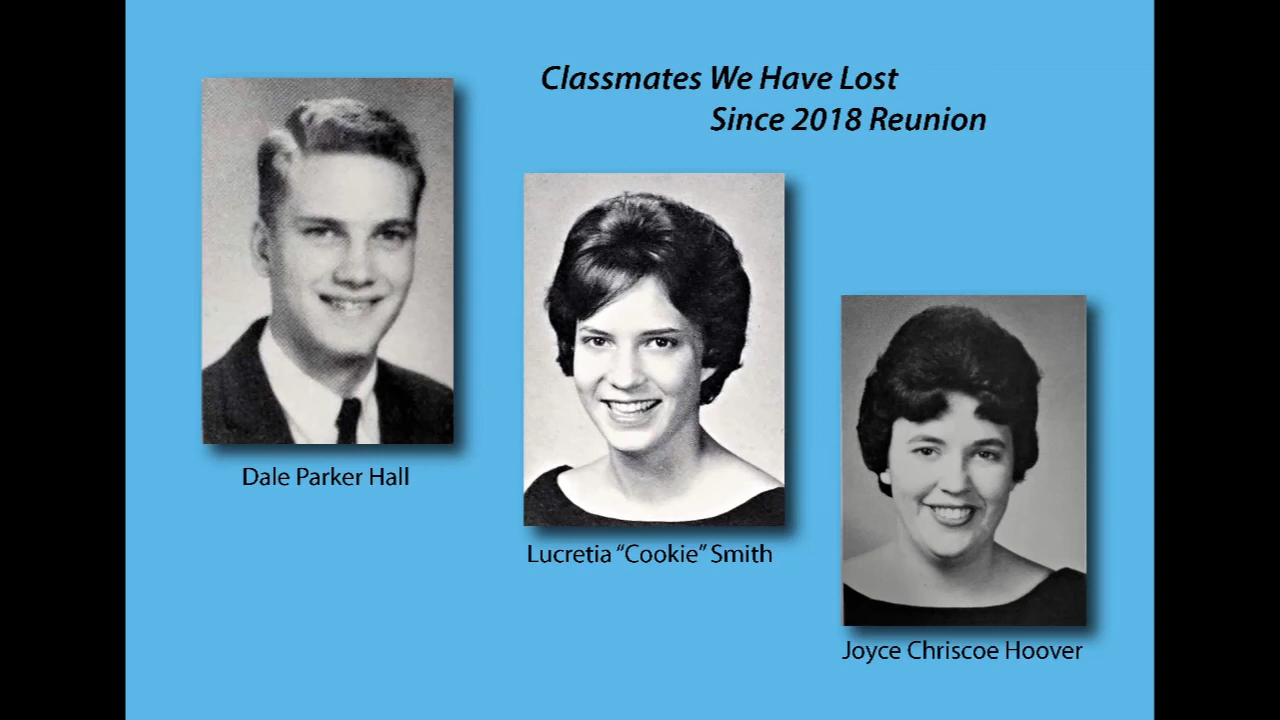 Classmates We Have Lost
Since 2018 Reunion
Dale Parker Hall
Lucretia “Cookie” Smith
Joyce Chriscoe Hoover